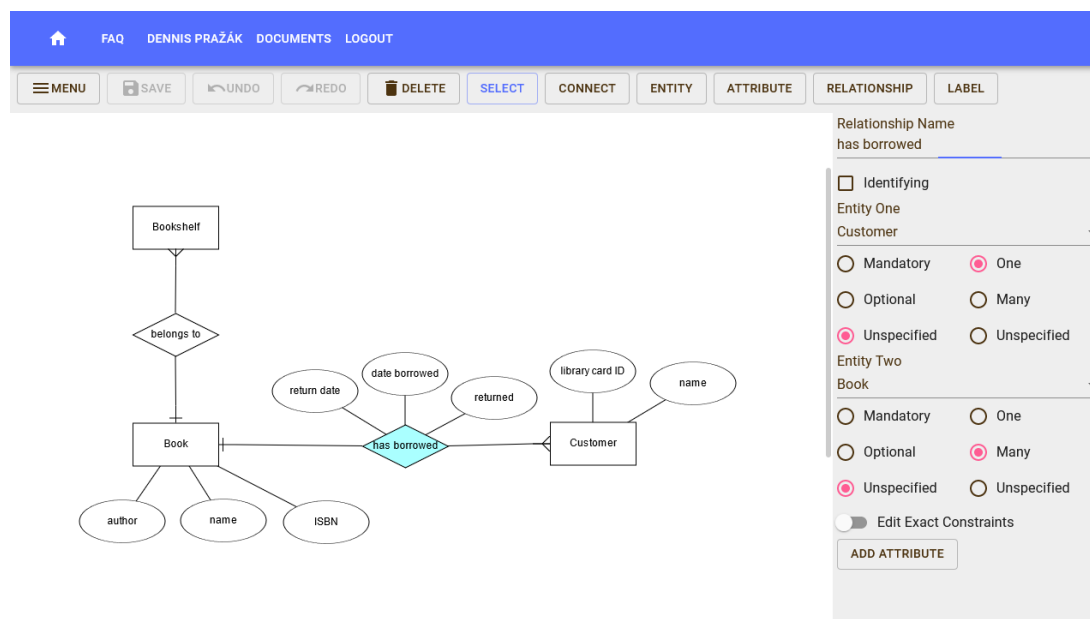 FAQ DENNIS PRAŽÁK DOCUMENTS LOGOUT
MENU SAVE UNDO REDO DELETE SELECT CONNECT ENTITY ATTRIBUTE RELATIONSHIP LABEL
Relationship Name
has borrowed
Identifying
Entity One
Customer
Mandatory One
Optional Many
Unspecified Unspecified
Entity Two
Book
Mandatory One
Optional Many
Unspecified Unspecified
Edit Exact Constraints
ADD ATTRIBUTE
Bookshelf
belongs to
date borrowed
library card ID
return date
returned
name
Book
has borrowed
Customer
author
name
ISBN